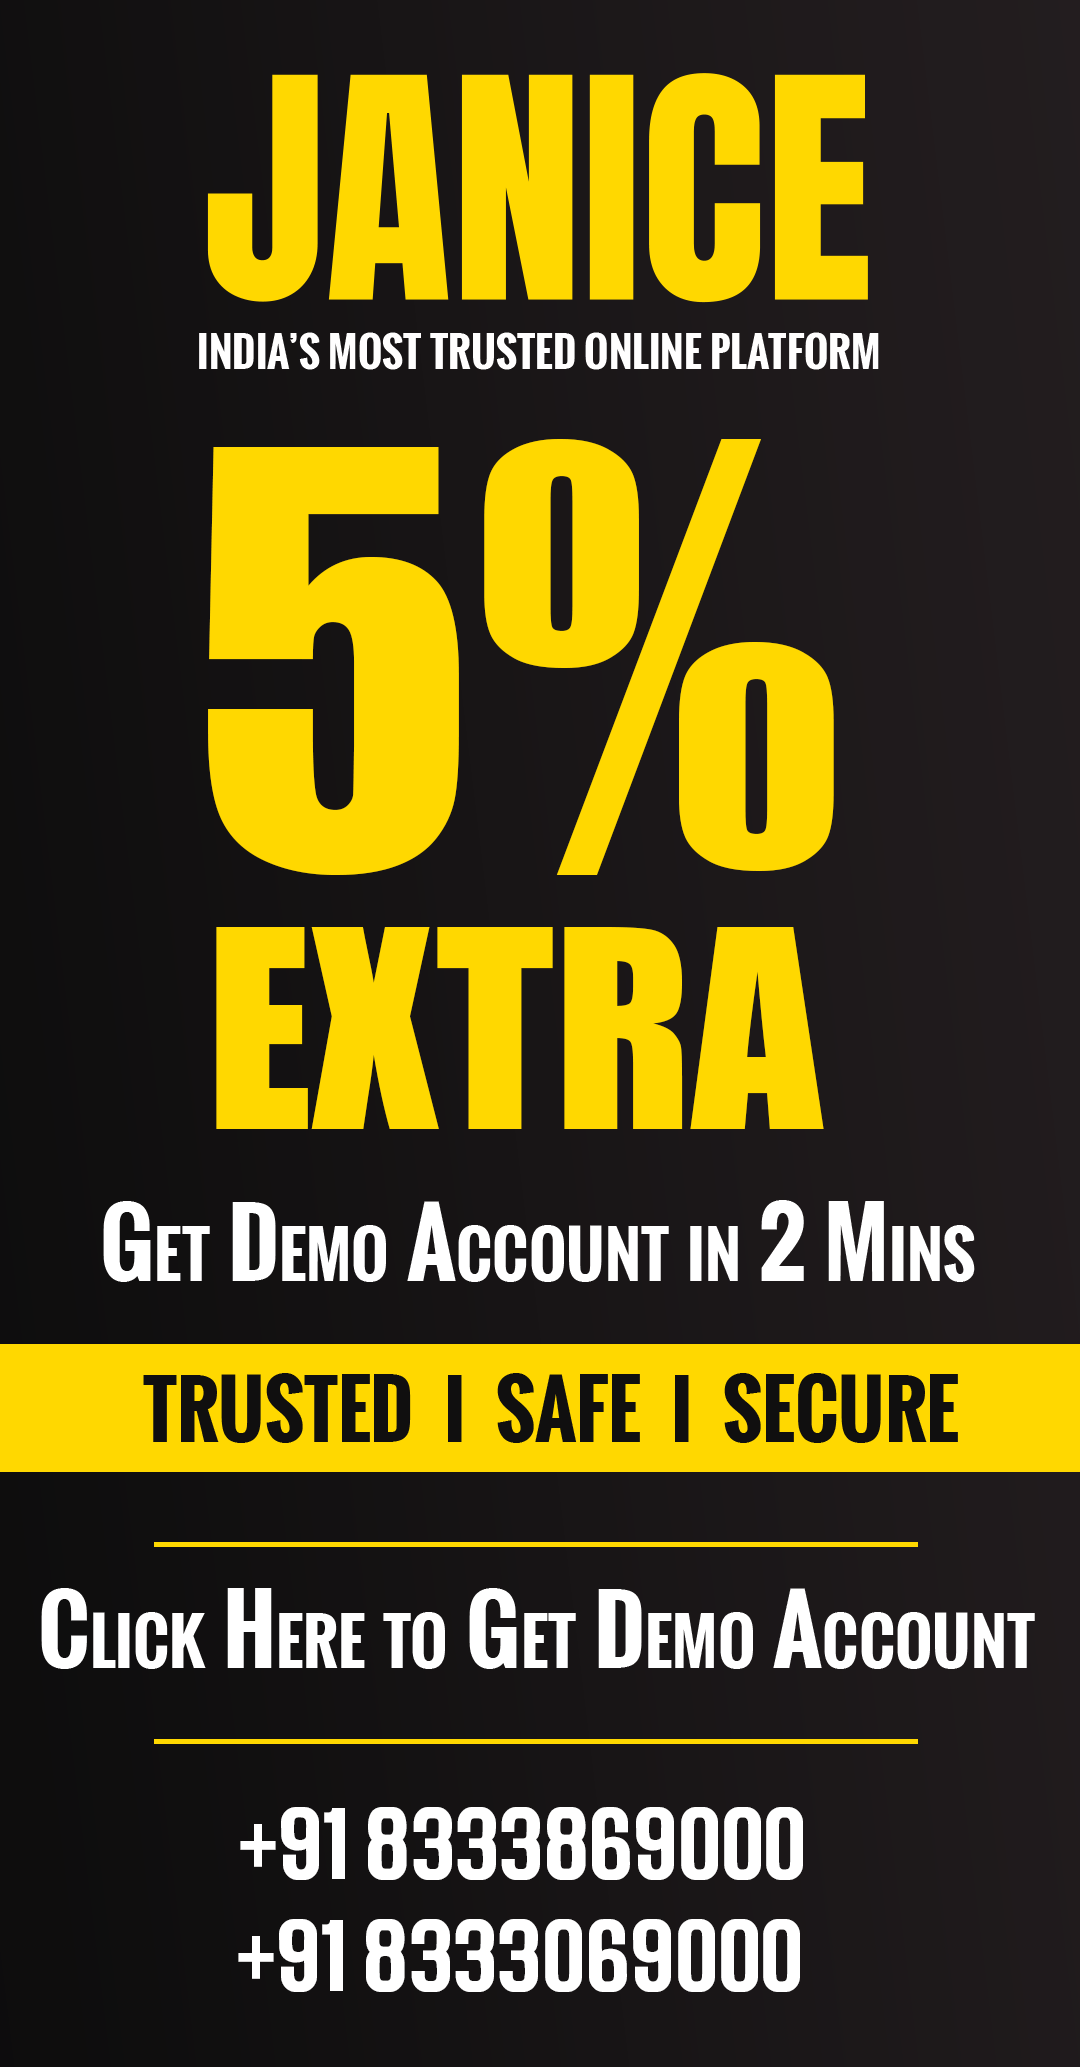 JANICE
INDIA'S MOST TRUSTED ONLINE PLATFORM
5%
EXTRA
GET DEMO ACCOUNT IN 2 MINS
TRUSTED I SAFE I SECURE
CLICK HERE TO GET DEMO ACCOUNT
+91 8333869000
+91 8333069000